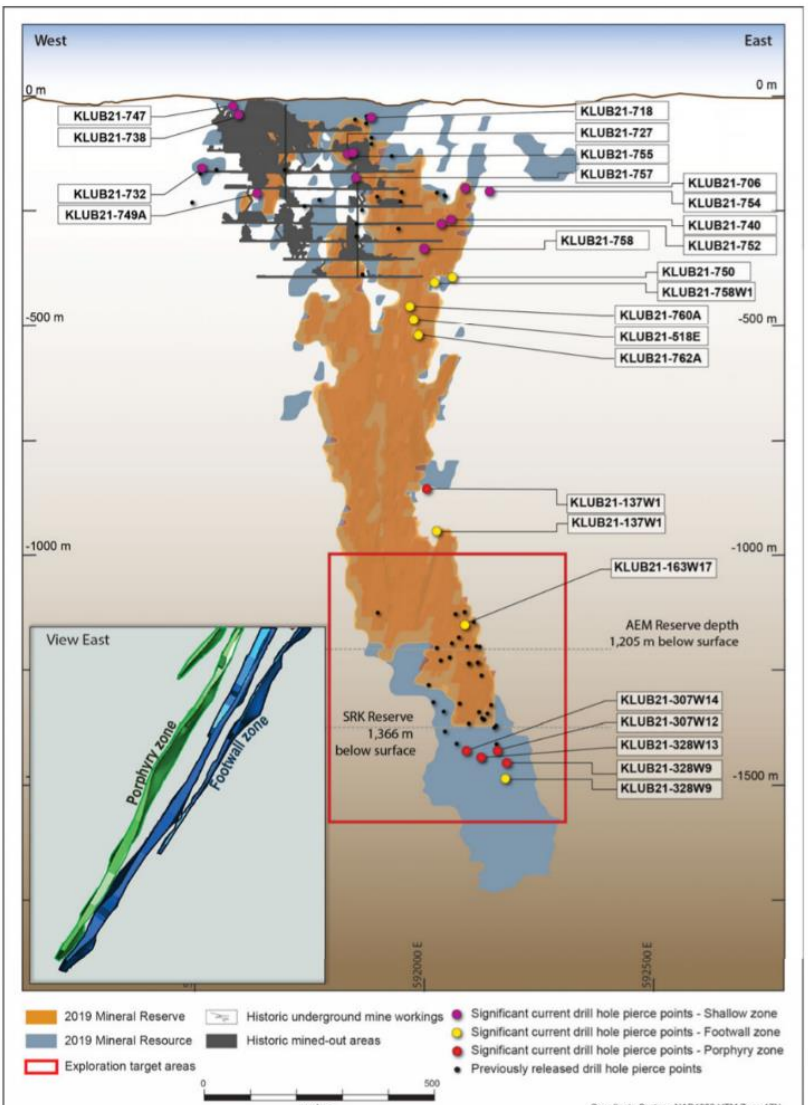 West
East
0 m
0 m
KLUB21-747
KLUB21-738
KLUB21-732
KLUB21-749A
KLUB21-718
KLUB21-727
KLUB21-755
KLUB21-757
KLUB21-706
KLUB21-754
KLUB21-740
KLUB21-758
KLUB21-752
KLUB21-750
KLUB21-758W1
KLUB21-760A
-500 m
-500 m
KLUB21-518E
KLUB21-762A
KLUB21-137W1
KLUB21-137W1
-1000 m
-1000 m
KLUB21-163W17
AEM Reserve depth
1,205 m below surface
View East
Porphyry zone
Footwall zone
SRK Reserve
1,366 m
below surface
KLUB21-307W14
KLUB21-307W12
KLUB21-328W13
KLUB21-328W9
KLUB21-328W9
-1500 m
592000 E
592500 E
2019 Mineral Reserve
2019 Mineral Resource
Exploration target areas
Historic underground mine workings
Historic mined-out areas
Significant current drill hole pierce points - Shallow zone
Significant current drill hole pierce points - Footwall zone
Significant current drill hole pierce points - Porphyry zone
Previously released drill hole pierce points
0
500